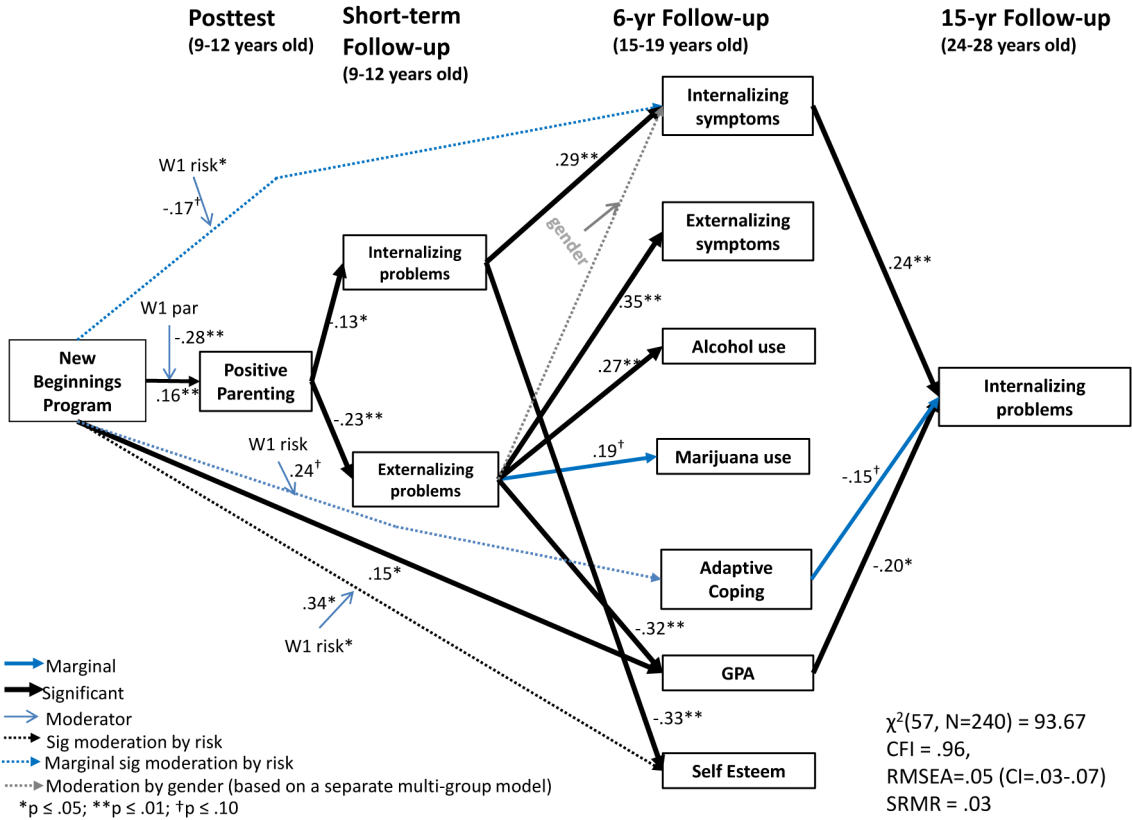 Posttest
(9-12 years old)
Short-term
Follow-up
(9-12 years old)
6-yr Follow-up
(15-19 years old)
15-yr Follow-up
(24-28 years old)
Internalizing
symptoms
W1 risk*
-.17†
.29**
gender
Externalizing
symptoms
Internalizing
problems
.24**
W1 par
-.28**
-.13*
.35**
New
Beginnings
Program
.16**
Positive
Parenting
.27**
Alcohol use
Internalizing
problems
-.23**
W1 risk
.24†
Externalizing
problems
.19†
Marijuana use
-.15†
.15*
Adaptive
Coping
-.20*
.34*
W1 risk*
-.32**
GPA
-.33**
Self Esteem
Marginal
Significant
Moderator
Sig moderation by risk
Marginal sig moderation by risk
Moderation by gender (based on a separate multi-group model)
*p ≤ .05; **p ≤ .01; †p ≤ .10
χ²(57, N=240) = 93.67
CFI = .96,
RMSEA=.05 (CI=.03-.07)
SRMR = .03